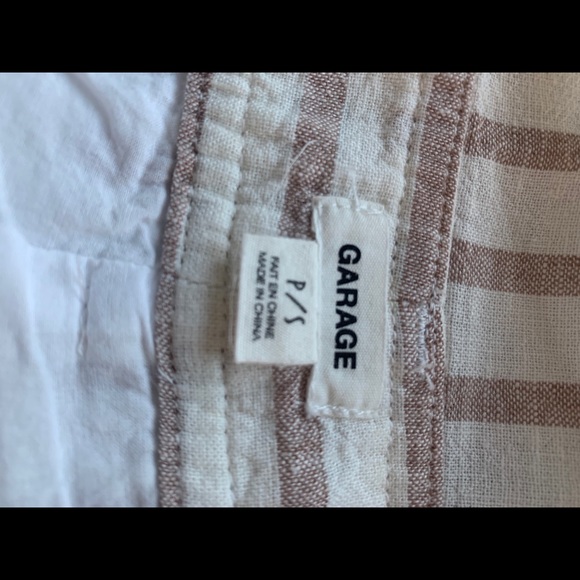 GARAGE
P/S
FAIT EN CHINE
MADE IN CHINA